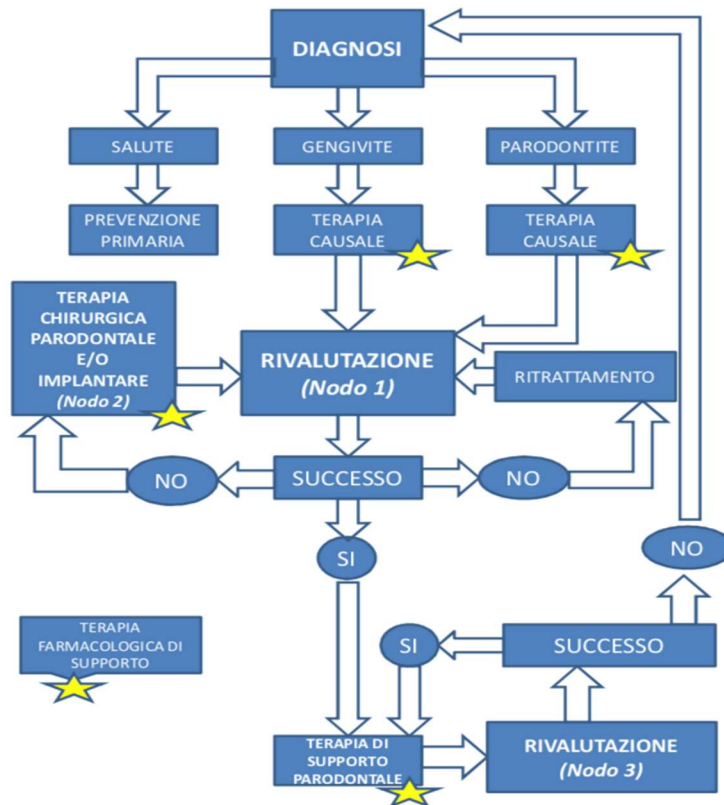 DIAGNOSI
SALUTE
GENGIVITE
PARODONTITE
PREVENZIONE
PRIMARIA
TERAPIA
CAUSALE
TERAPIA
CAUSALE
TERAPIA
CHIRURGICA
PARODONTALE
E/O
IMPLANTARE
(Nodo 2)
RIVALUTAZIONE
(Nodo 1)
RITRATTAMENTO
NO
SUCCESSO
NO
SI
NO
TERAPIA
FARMACOLOGICA DI
SUPPORTO
SI
SUCCESSO
TERAPIA DI
SUPPORTO
PARODONTALE
RIVALUTAZIONE
(Nodo 3)